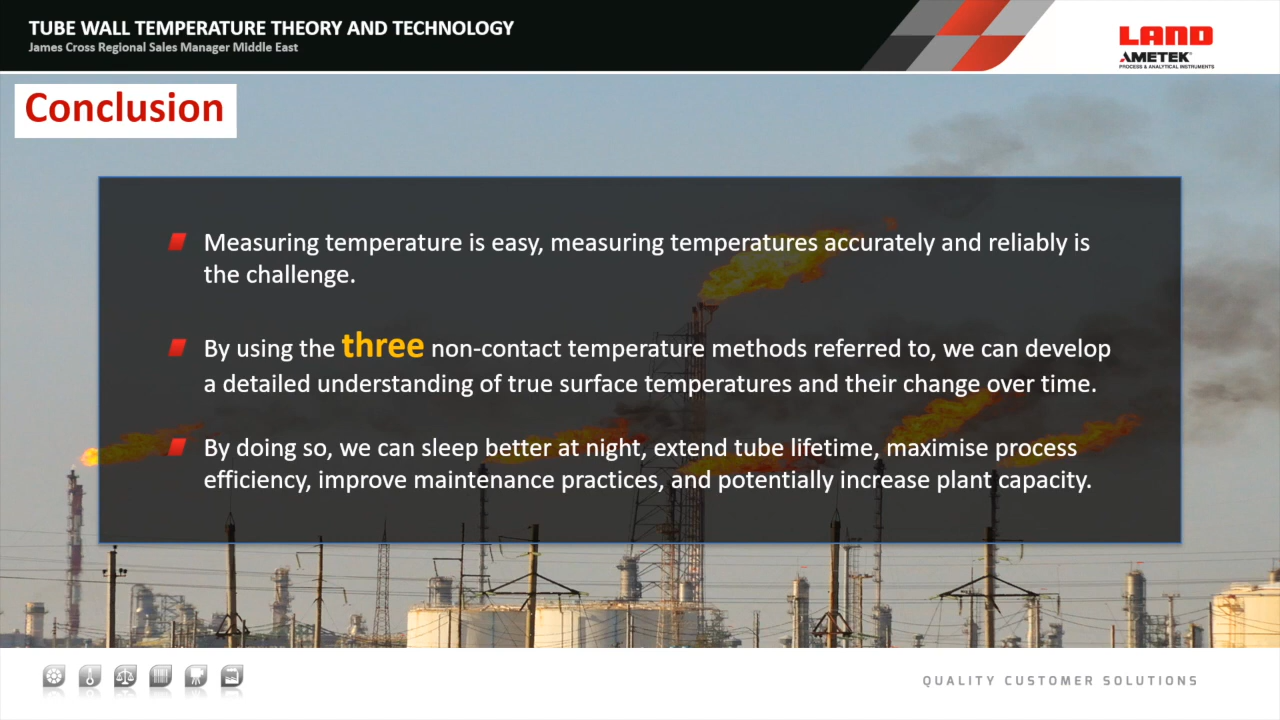 TUBE WALL TEMPERATURE THEORY AND TECHNOLOGY
James Cross Regional Sales Manager Middle East
LAND
AMETEK
PROCESS & ANALYTICAL INSTRUMENTS
Conclusion
Measuring temperature is easy, measuring temperatures accurately and reliably is
the challenge.
By using the three non-contact temperature methods referred to, we can develop
a detailed understanding of true surface temperatures and their change over time.
By doing so, we can sleep better at night, extend tube lifetime, maximise process
efficiency, improve maintenance practices, and potentially increase plant capacity.
QUALITY CUSTOMER SOLUTIONS